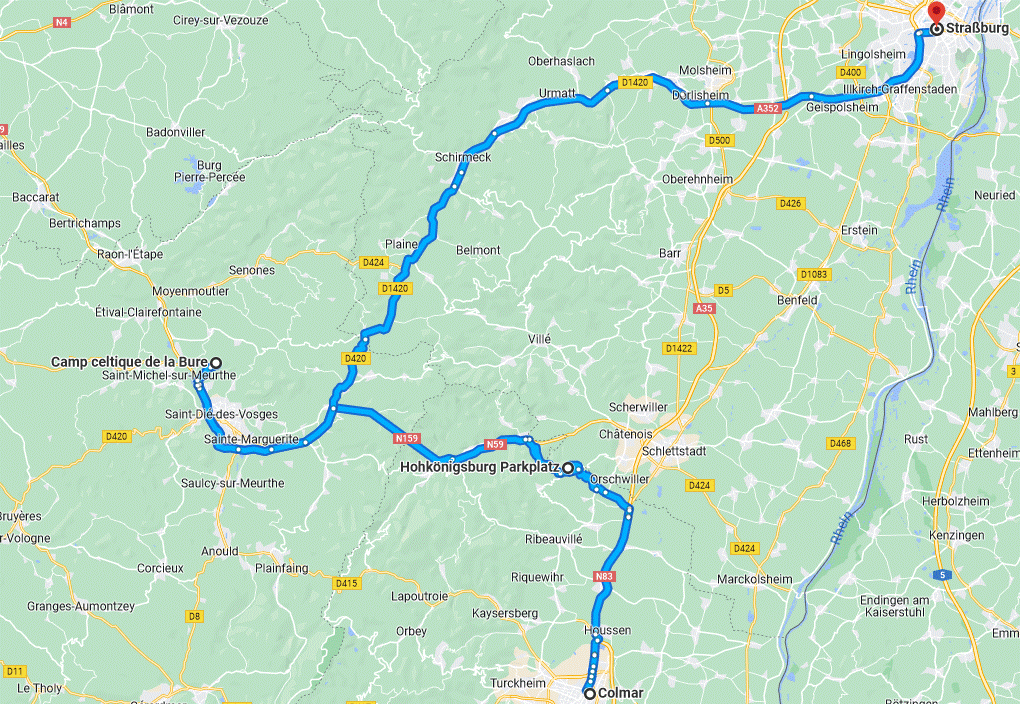 Blâmont
Cirey-sur-Vezouze
N4
Straßburg
Lingolsheim
Oberhaslach
Molsheim
D400
D1420
Urmatt
Dorlisheim
Illkirch-Graffenstaden
A352
Geispolsheim
9
Badonviller
ailles
D500
Schirmeck
Burg
Pierre-Percée
Oberehnheim
Rhein
Neuried
Baccarat
D426
Bertrichamps
Erstein
Plaine
Belmont
Raon-l'Étape
Barr
D424
Senones
Rhein
D1083
D1420
Moyenmoutier
D5
Benfeld
Étival-Clairefontaine
A35
Villé
D1422
D420
Camp celtique de la Bure
Saint-Michel-sur-Meurthe
3
Scherwiller
Saint-Dié-des-Vosges
Mahlberg
D420
Sainte-Marguerite
N159
N59
Châtenois
Rust
D468
Schlettstadt
Ettenheim
Hohkönigsburg Parkplatz
Saulcy-sur-Meurthe
Orschwiller
D424
Herbolzheim
Bruyères
Rhein
r-Vologne
Ribeauvillé
Kenzingen
Anould
D424
Corcieux
Plainfaing
Riquewihr
N83
Marckolsheim
5
D415
Lapoutroie
Granges-Aumontzey
Endingen am
Kaiserstuhl
Kaysersberg
D8
Orbey
Houssen
Emm
D11
Le Tholy
Turckheim
Colmar